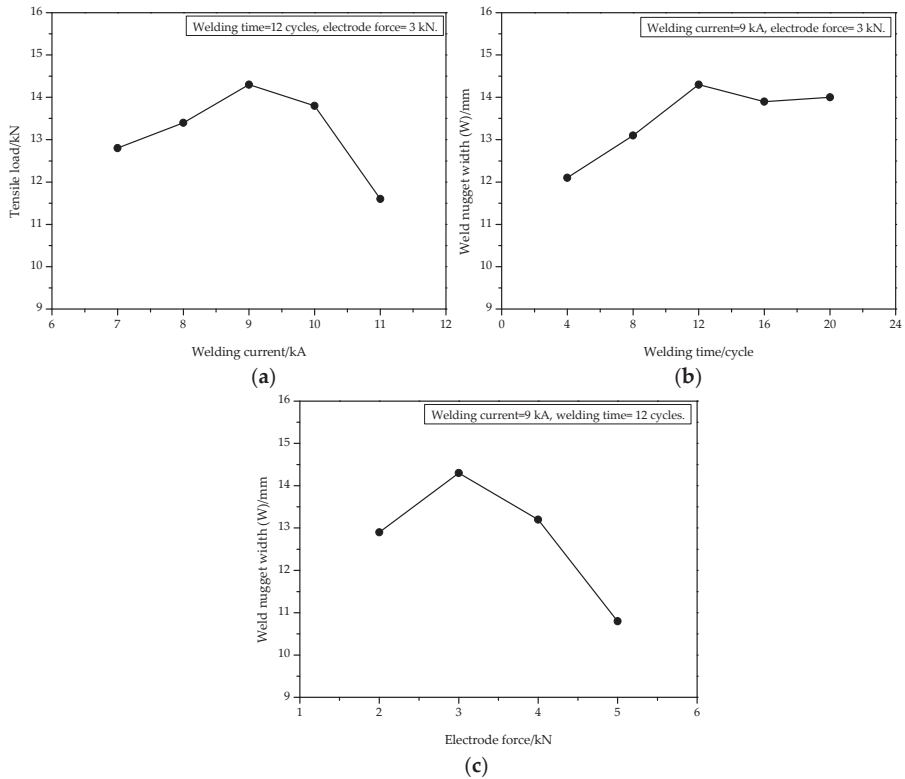 Welding time=12 cycles, electrode force= 3 kN.
16
15
14
13
12
11
10
9
Tensile load/kN
6 7 8 9 10 11 12
Welding current/kA
(a)
Welding current=9 kA, electrode force= 3 kN.
16
15
14
13
12
11
10
9
Weld nugget width (W)/mm
0 4 8 12 16 20 24
Welding time/cycle
(b)
Welding current=9 kA, welding time= 12 cycles.
16
15
14
13
12
11
10
9
Weld nugget width (W)/mm
1 2 3 4 5 6
Electrode force/kN
(c)